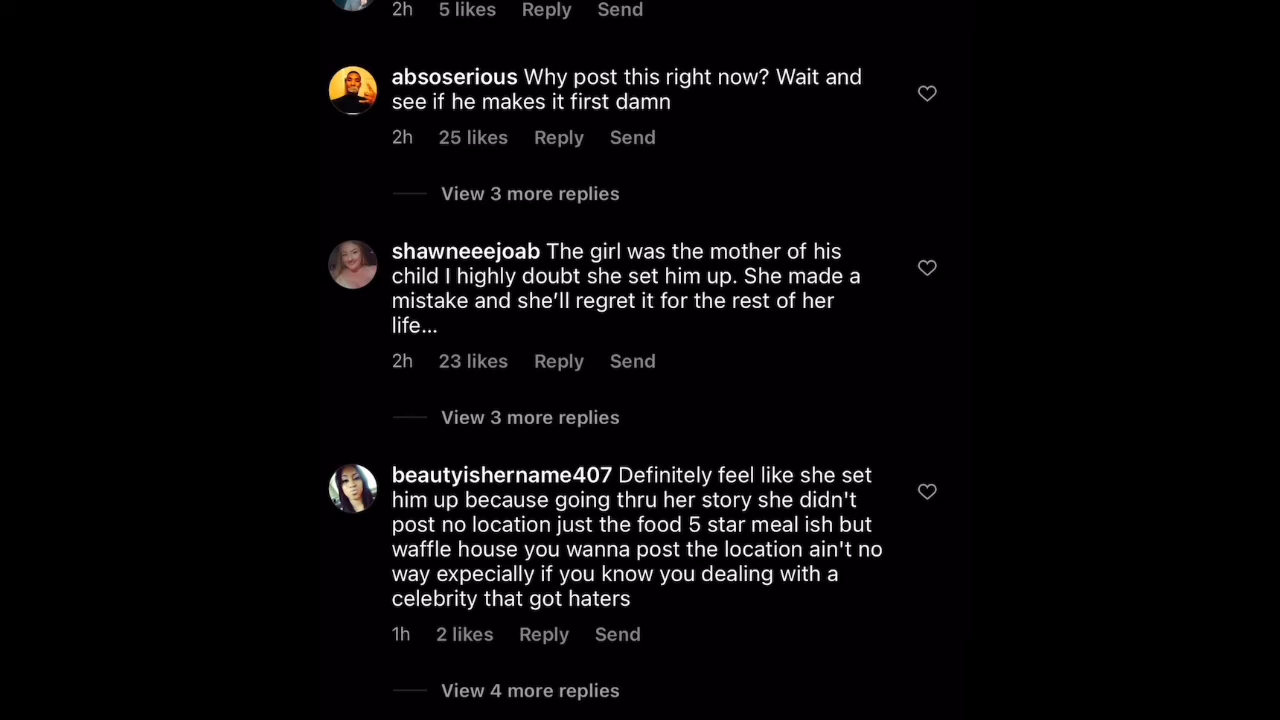 2h 5 likes Reply Send
absoserious Why post this right now? Wait and
see if he makes it first damn
2h 25 likes Reply Send
View 3 more replies
shawneeejoab The girl was the mother of his
child I highly doubt she set him up. She made a
mistake and she’ll regret it for the rest of her
life...
2h 23 likes Reply Send
View 3 more replies
beautyishername407 Definitely feel like she set
him up because going thru her story she didn't
post no location just the food 5 star meal ish but
waffle house you wanna post the location ain't no
way expecially if you know you dealing with a
celebrity that got haters
1h 2 likes Reply Send
View 4 more replies